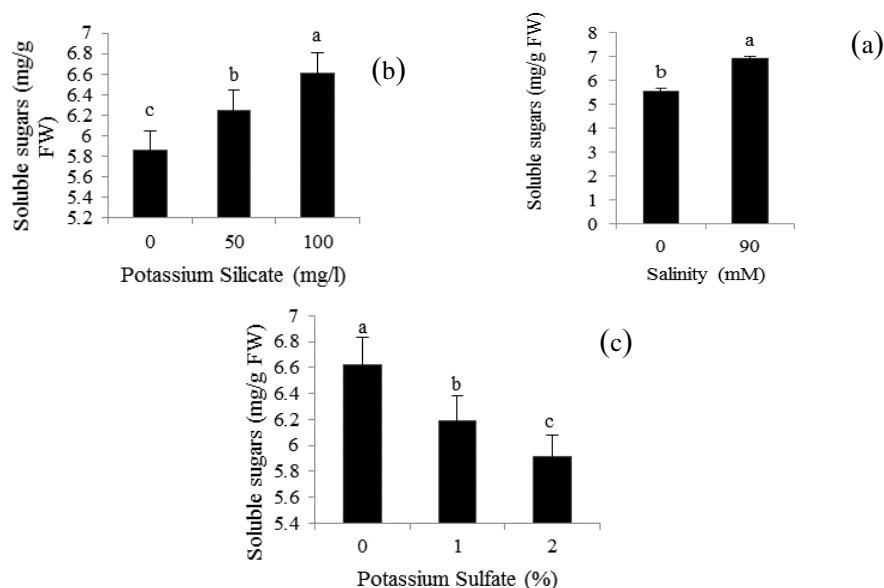 7
6.8
6.6
6.4
6.2
6
5.8
5.6
5.4
5.2
a
b
c
0 50 100
Potassium Silicate (mg/l)
Soluble sugars (mg/g
FW)
(b)
8
7
6
5
4
3
2
1
0
a
b
0 90
Salinity (mM)
Soluble sugars (mg/g FW)
(a)
7
6.8
6.6
6.4
6.2
6
5.8
5.6
5.4
a
b
c
0 1 2
Potassium Sulfate (%)
Soluble sugars (mg/g FW)
(c)